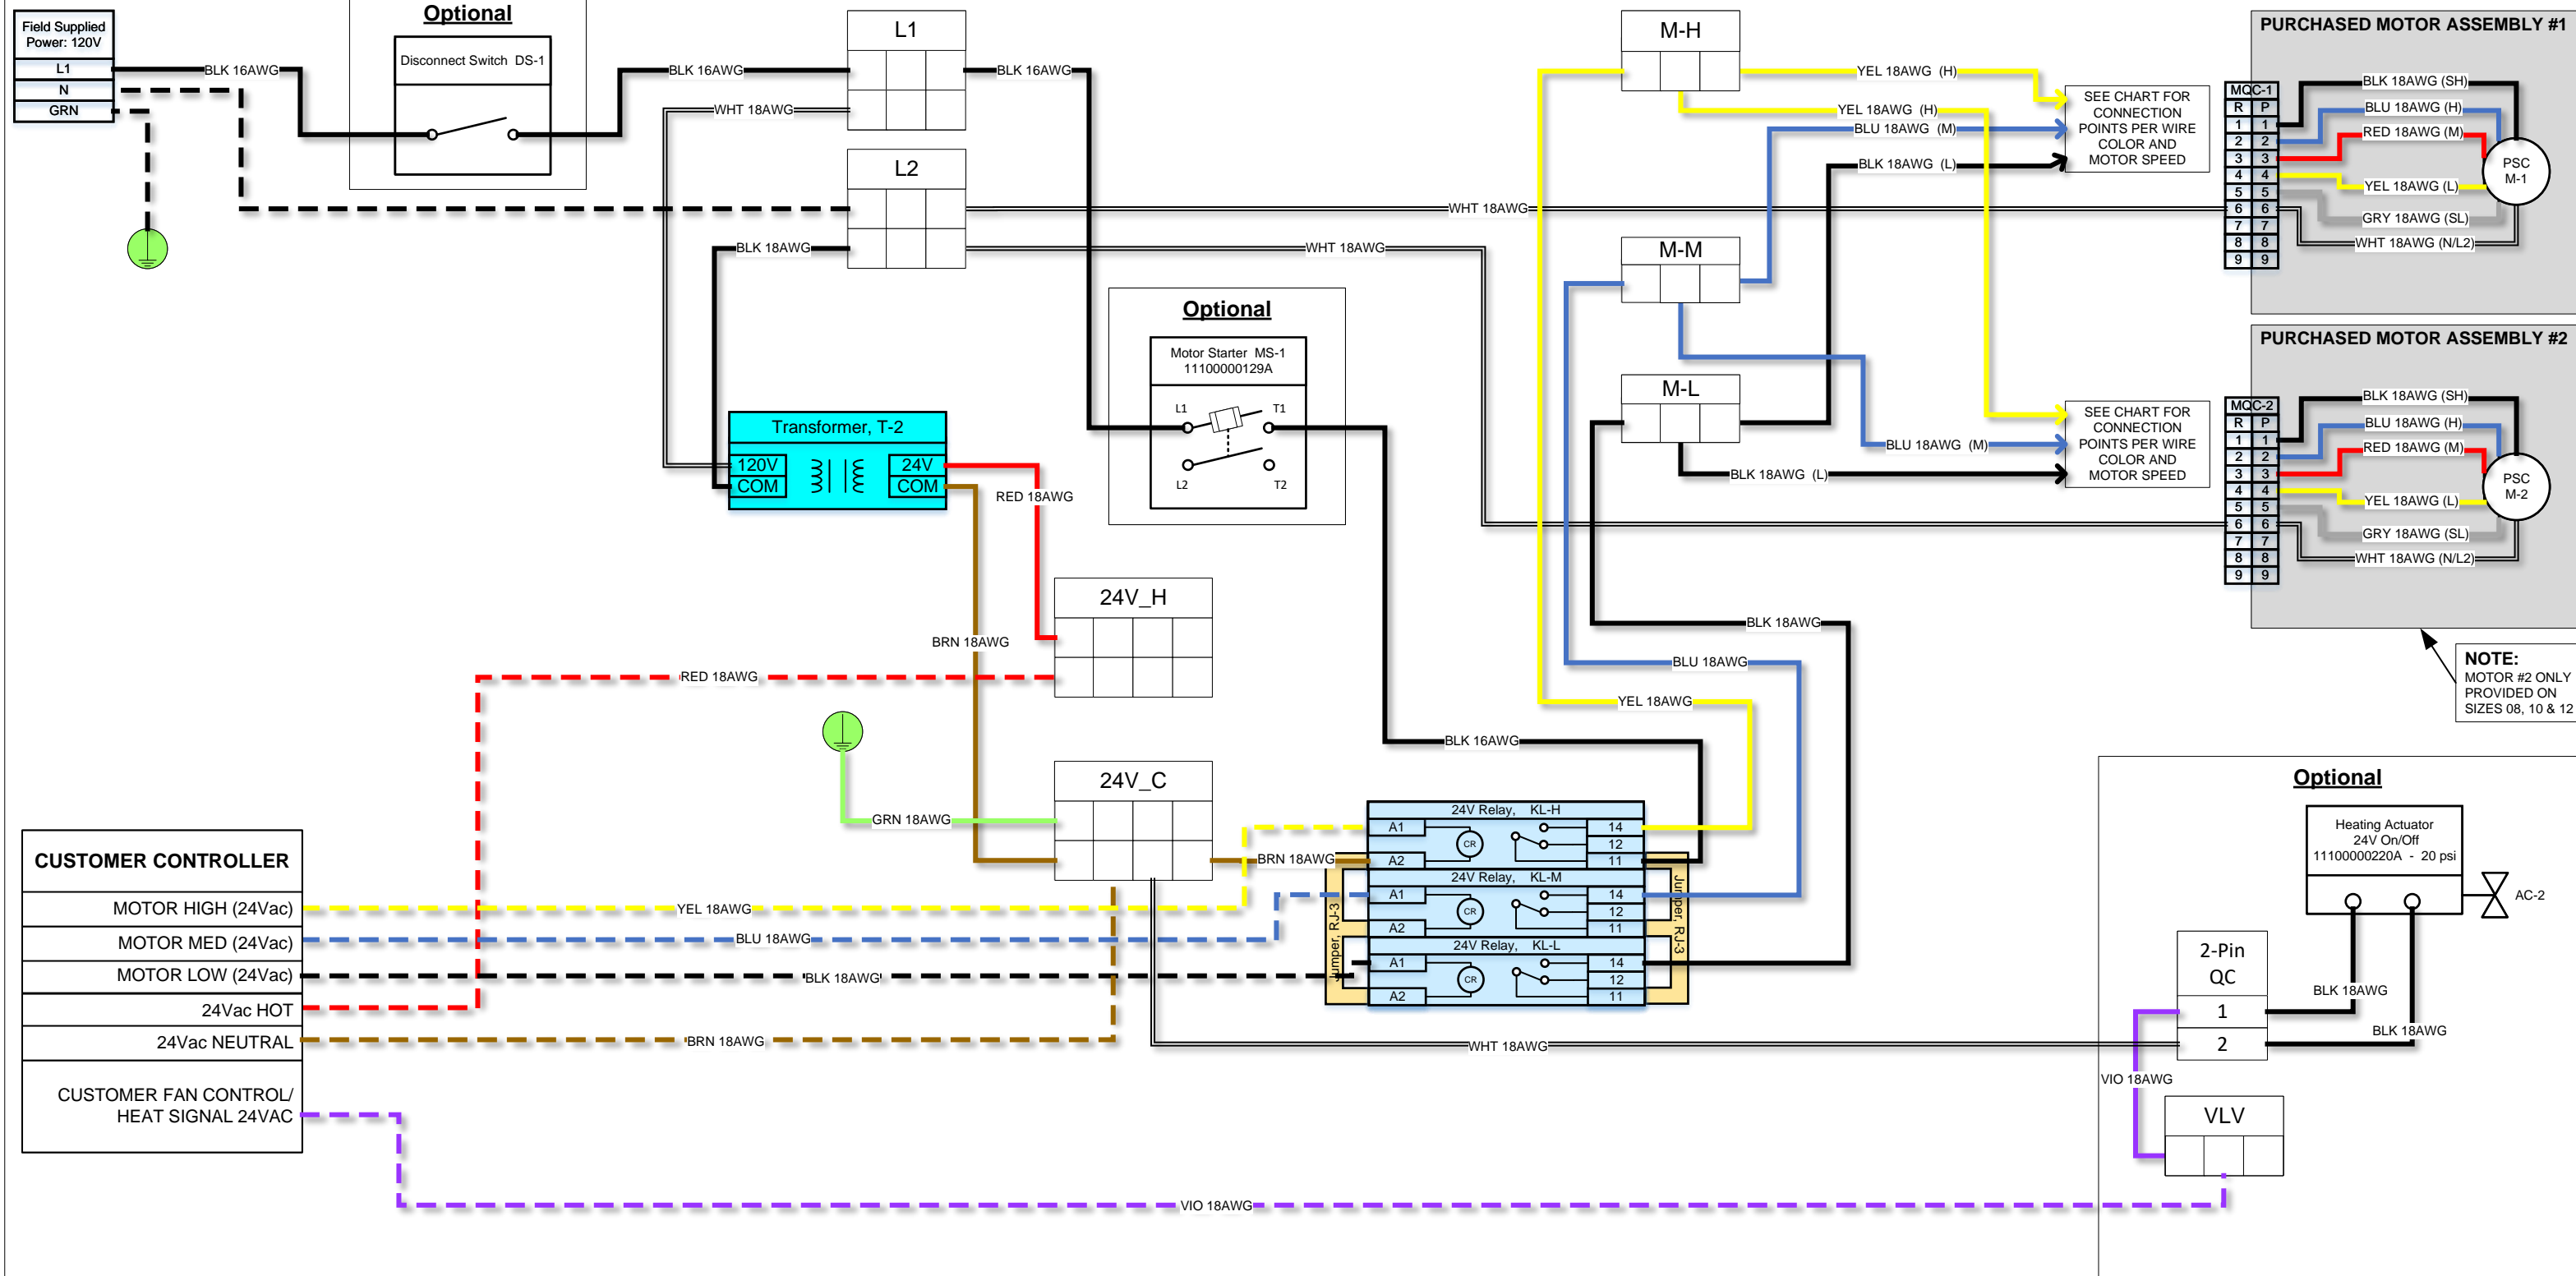 Field Supplied
Power: 120V
L1
N
GRN
BLK 16AWG
Optional
Disconnect Switch DS-1
BLK 16AWG
WHT 18AWG
L1
BLK 16AWG
L2
BLK 18AWG
WHT 18AWG
WHT 18AWG
Optional
Motor Starter MS-1
11100000129A
L1
T1
L2
T2
Transformer, T-2
120V
COM
24V
COM
RED 18AWG
BRN 18AWG
24V_H
RED 18AWG
24V_C
GRN 18AWG
BRN 18AWG
M-H
YEL 18AWG (H)
YEL 18AWG (H)
BLU 18AWG (M)
BLK 18AWG (L)
M-M
M-L
BLU 18AWG (M)
BLK 18AWG (L)
BLK 18AWG
BLU 18AWG
YEL 18AWG
BLK 16AWG
SEE CHART FOR
CONNECTION
POINTS PER WIRE
COLOR AND
MOTOR SPEED
SEE CHART FOR
CONNECTION
POINTS PER WIRE
COLOR AND
MOTOR SPEED
PURCHASED MOTOR ASSEMBLY #1
MQC-1
R P
1 1
2 2
3 3
4 4
5 5
6 6
7 7
8 8
9 9
BLK 18AWG (SH)
BLU 18AWG (H)
RED 18AWG (M)
YEL 18AWG (L)
GRY 18AWG (SL)
WHT 18AWG (N/L2)
PSC
M-1
PURCHASED MOTOR ASSEMBLY #2
MQC-2
R P
1 1
2 2
3 3
4 4
5 5
6 6
7 7
8 8
9 9
BLK 18AWG (SH)
BLU 18AWG (H)
RED 18AWG (M)
YEL 18AWG (L)
GRY 18AWG (SL)
WHT 18AWG (N/L2)
PSC
M-2
NOTE:
MOTOR #2 ONLY
PROVIDED ON
SIZES 08, 10 & 12
24V Relay, KL-H
A1
CR
14
12
A2
11
24V Relay, KL-M
A1
CR
14
12
A2
11
24V Relay, KL-L
A1
CR
14
12
A2
11
Jumper, RJ-3
Jumper, RJ-3
CUSTOMER CONTROLLER
MOTOR HIGH (24Vac)
MOTOR MED (24Vac)
MOTOR LOW (24Vac)
24Vac HOT
24Vac NEUTRAL
CUSTOMER FAN CONTROL/
HEAT SIGNAL 24VAC
YEL 18AWG
BLU 18AWG
BLK 18AWG
BRN 18AWG
WHT 18AWG
VIO 18AWG
Optional
Heating Actuator
24V On/Off
11100000220A - 20 psi
AC-2
2-Pin
QC
1
2
BLK 18AWG
BLK 18AWG
VIO 18AWG
VLV